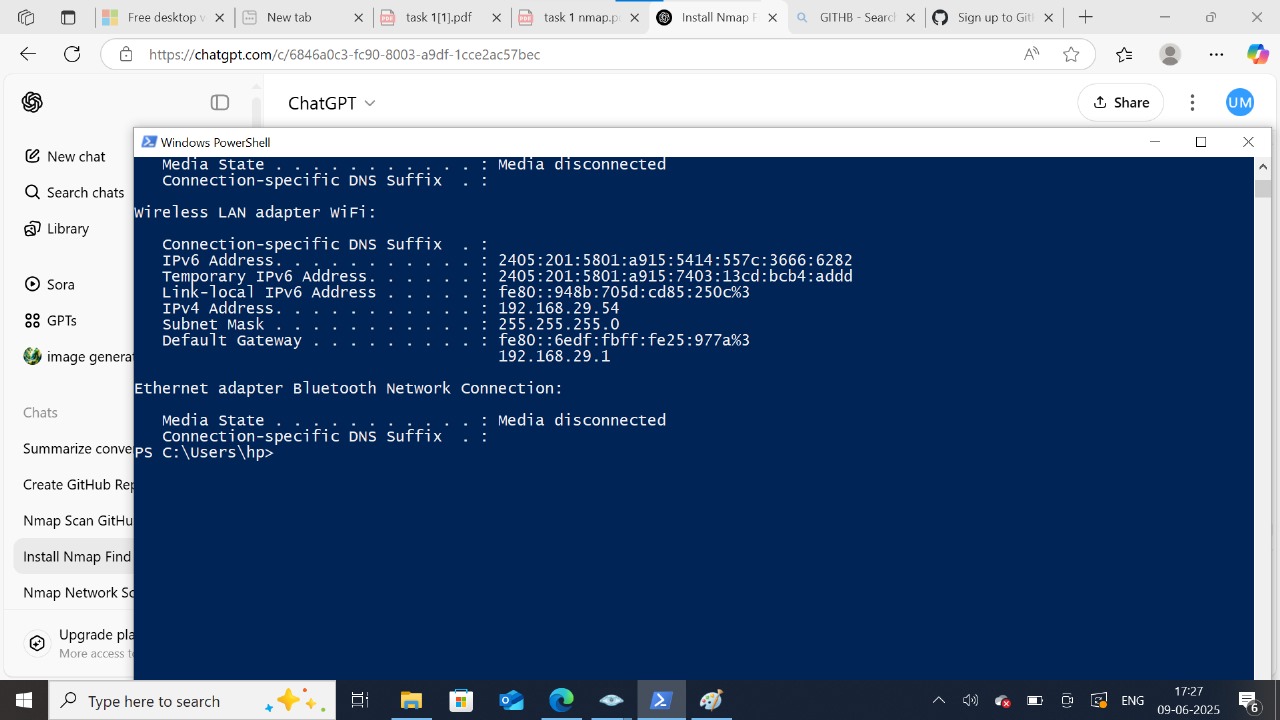 Free desktop v
New tab
task 1[1].pdf
task 1 nmap.p
Install Nmap F
GITHB - Search
Sign up to Git
https://chatgpt.com/c/6846a0c3-fc90-8003-a9df-1cce2ac57bec
ChatGPT
Share
UM
New chat
Search chats
Library
Sora
GPTs
image genera
Chats
Summarize conve
Create GitHub Rep
Nmap Scan GitHu
Install Nmap Find
Nmap Network Sc
Upgrade pla
More access t
Windows PowerShell
Media State . . . . . . . . . . . : Media disconnected
Connection-specific DNS Suffix  . :
Wireless LAN adapter WiFi:
Connection-specific DNS Suffix  . :
IPv6 Address. . . . . . . . . . . : 2405:201:5801:a915:5414:557c:3666:6282
Temporary IPv6 Address. . . . . . : 2405:201:5801:a915:7403:13cd:bcb4:addd
Link-local IPv6 Address . . . . . : fe80::948b:705d:cd85:250c%3
IPv4 Address. . . . . . . . . . . : 192.168.29.54
Subnet Mask . . . . . . . . . . . : 255.255.255.0
Default Gateway . . . . . . . . . : fe80::6edf:fbff:fe25:977a%3
192.168.29.1
Ethernet adapter Bluetooth Network Connection:
Media State . . . . . . . . . . . : Media disconnected
Connection-specific DNS Suffix  . :
PS C:\Users\hp>
Type here to search
ENG
17:27
09-06-2025
6